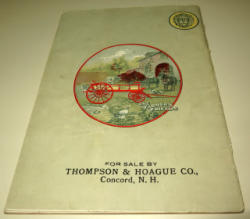 FOR SALE BY
THOMPSON & HOAGUE CO.,
Concord, N. H.